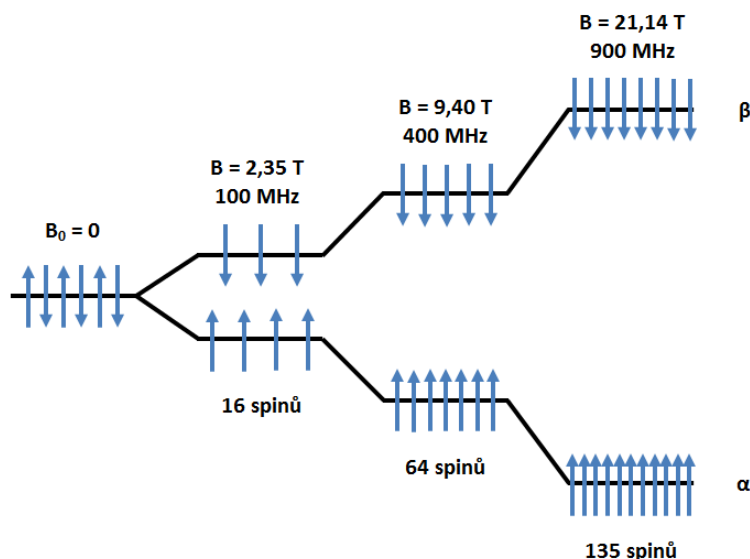 B = 21,14 T
900 MHz
β
B = 9,40 T
400 MHz
B = 2,35 T
100 MHz
B₀ = 0
16 spinů
64 spinů
α
135 spinů